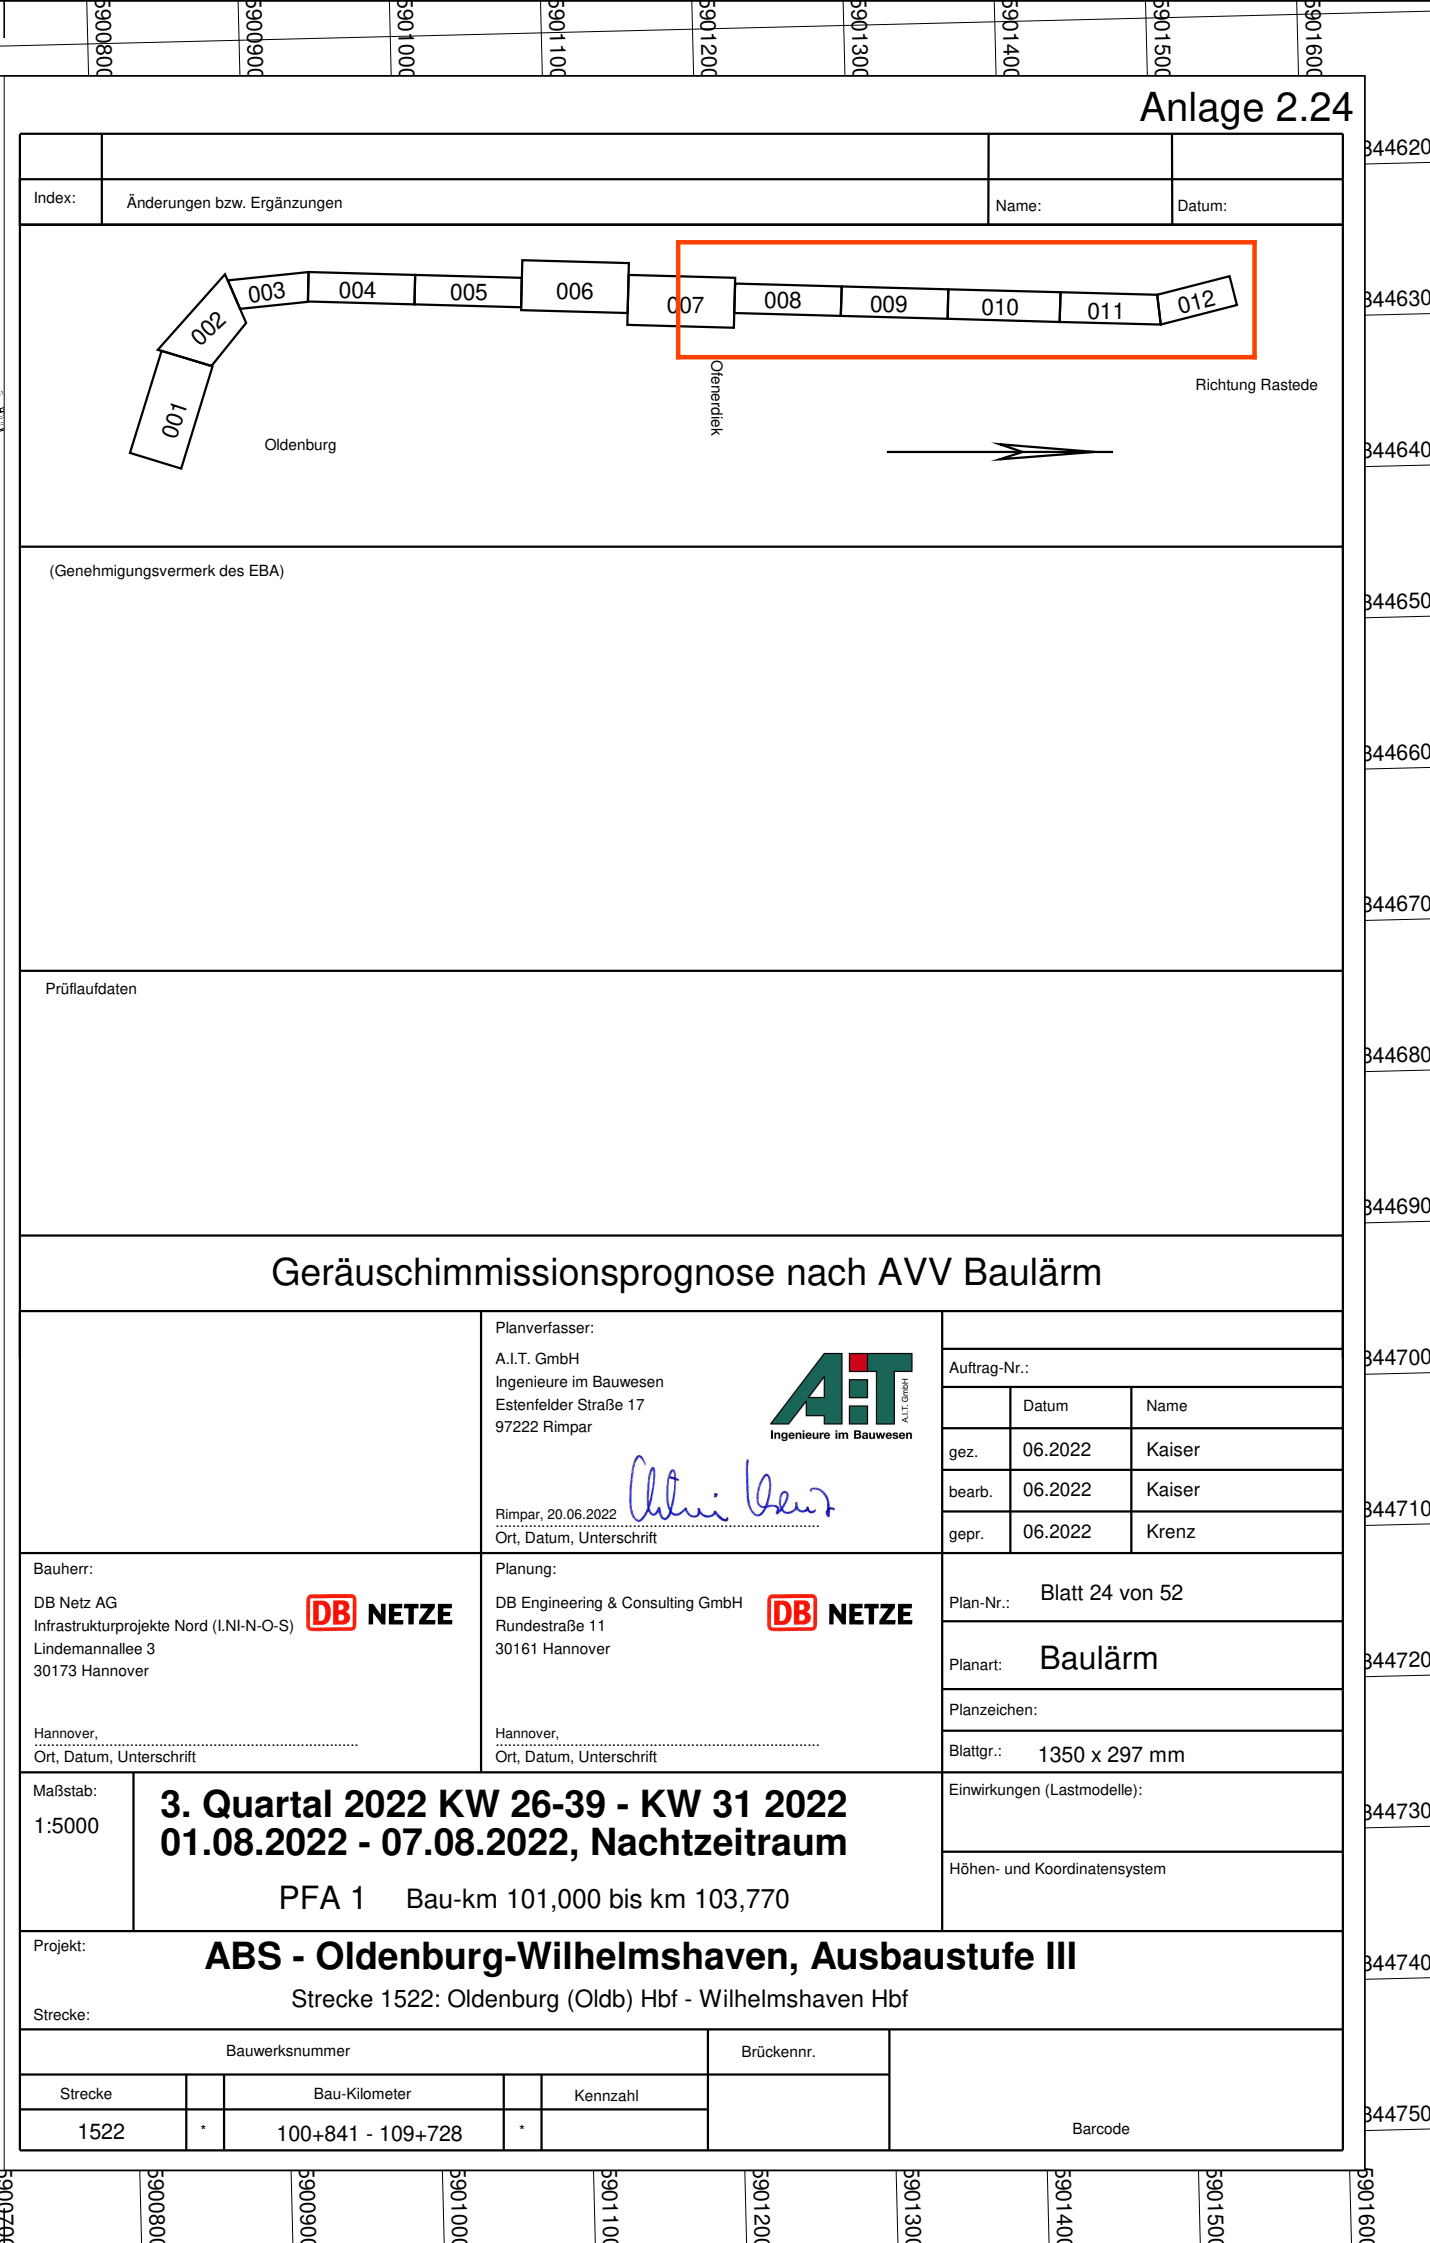 Anlage 2.24
Index:
Änderungen bzw. Ergänzungen
Name:
Datum:
001
002
003
004
005
006
007
008
009
010
011
012
Ofenerdiek
Richtung Rastede
Oldenburg
(Genehmigungsvermerk des EBA)
Prüflaufdaten
Geräuschimmissionsprognose nach AVV Baulärm
Planverfasser:
A.I.T. GmbH
Ingenieure im Bauwesen
Estenfelder Straße 17
97222 Rimpar
A.I.T. GmbH
Ingenieure im Bauwesen
Rimpar, 20.06.2022
Ort, Datum, Unterschrift
Auftrag-Nr.:
Datum Name
gez. 06.2022 Kaiser
bearb. 06.2022 Kaiser
gepr. 06.2022 Krenz
Bauherr:
DB Netz AG
Infrastrukturprojekte Nord (I.NI-N-O-S)
Lindemannallee 3
30173 Hannover
DB NETZE
Hannover,
Ort, Datum, Unterschrift
Planung:
DB Engineering & Consulting GmbH
Rundestraße 11
30161 Hannover
DB NETZE
Hannover,
Ort, Datum, Unterschrift
Plan-Nr.: Blatt 24 von 52
Planart: Baulärm
Planzeichen:
Blattgr.: 1350 x 297 mm
Maßstab:
1:5000
3. Quartal 2022 KW 26-39 - KW 31 2022
01.08.2022 - 07.08.2022, Nachtzeitraum
PFA 1 Bau-km 101,000 bis km 103,770
Einwirkungen (Lastmodelle):
Höhen- und Koordinatensystem
Projekt:
ABS - Oldenburg-Wilhelmshaven, Ausbaustufe III
Strecke 1522: Oldenburg (Oldb) Hbf - Wilhelmshaven Hbf
Strecke:
Bauwerksnummer
Brückennr.
Strecke Bau-Kilometer Kennzahl
1522 * 100+841 - 109+728 *
Barcode